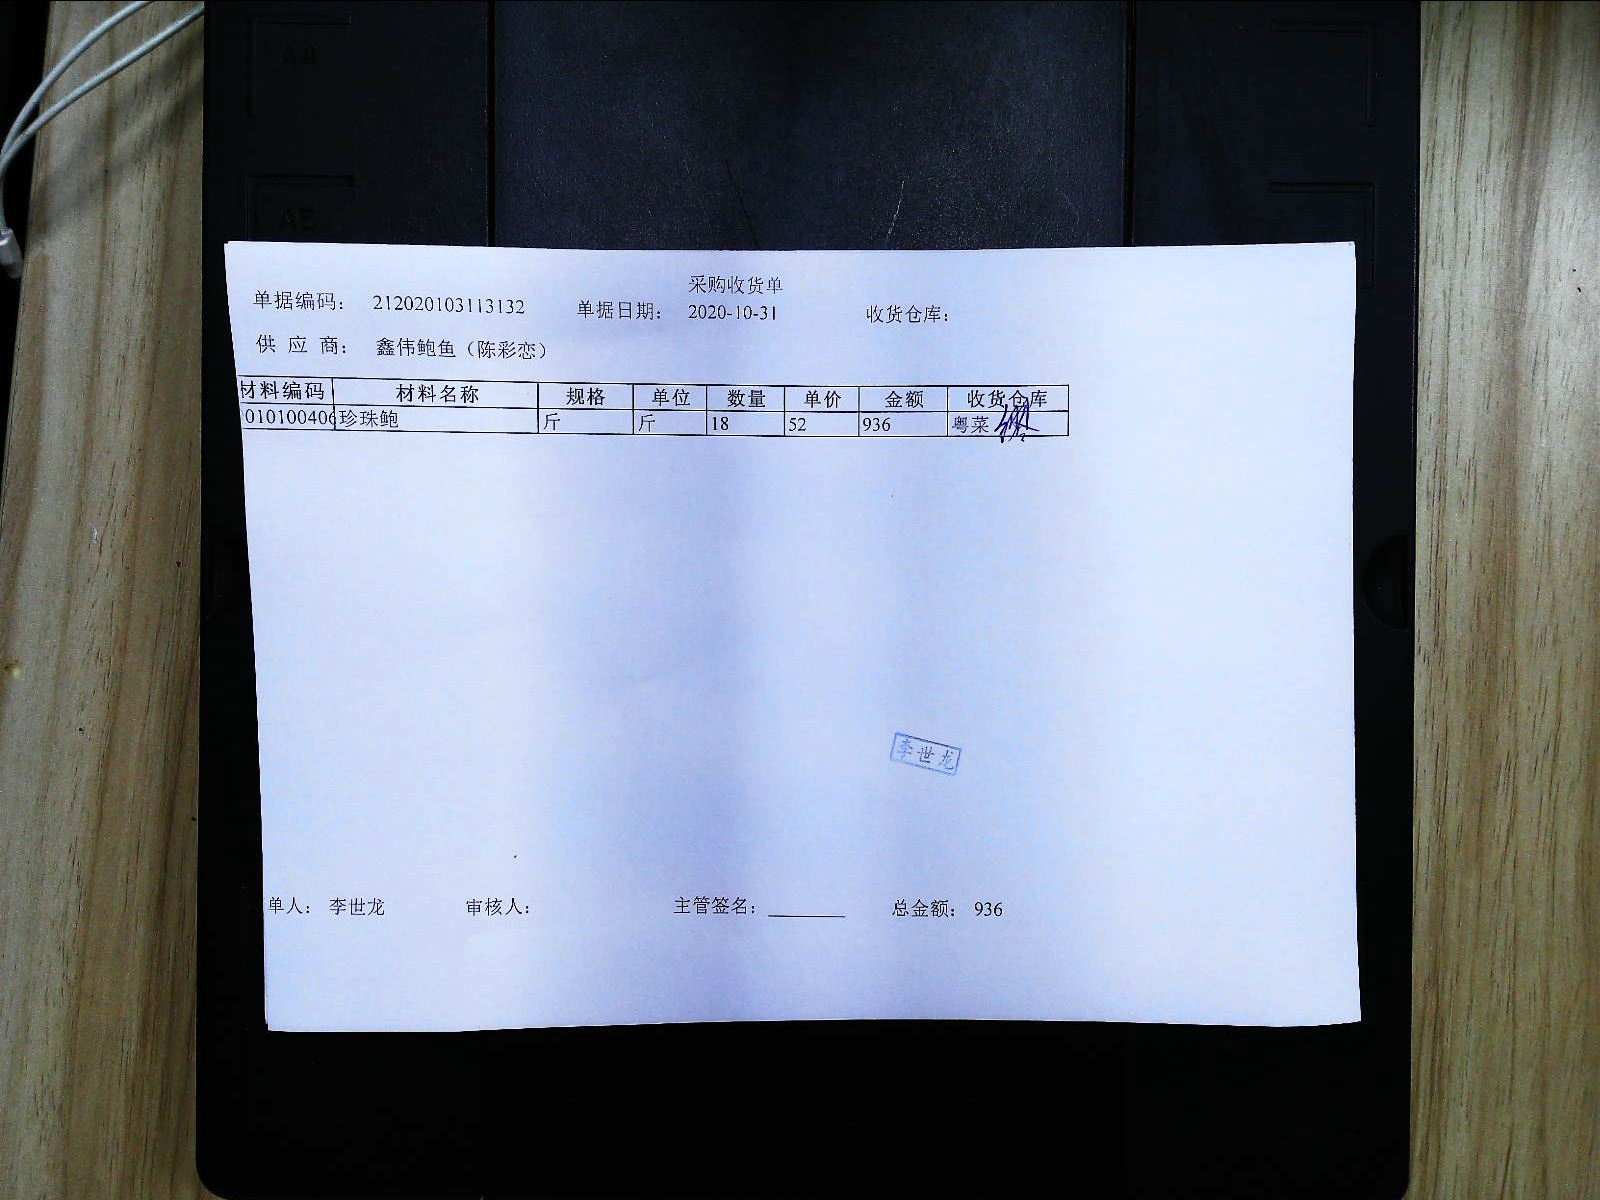 采购收货单
单据编码： 212020103113132 单据日期： 2020-10-31 收货仓库：
供 应 商： 鑫伟鲍鱼（陈彩恋）
材料编码 材料名称 规格 单位 数量 单价 金额 收货仓库
010100406 珍珠鲍 斤 斤 18 52 936 粤菜
李世龙
单人： 李世龙 审核人： 主管签名： 总金额： 936